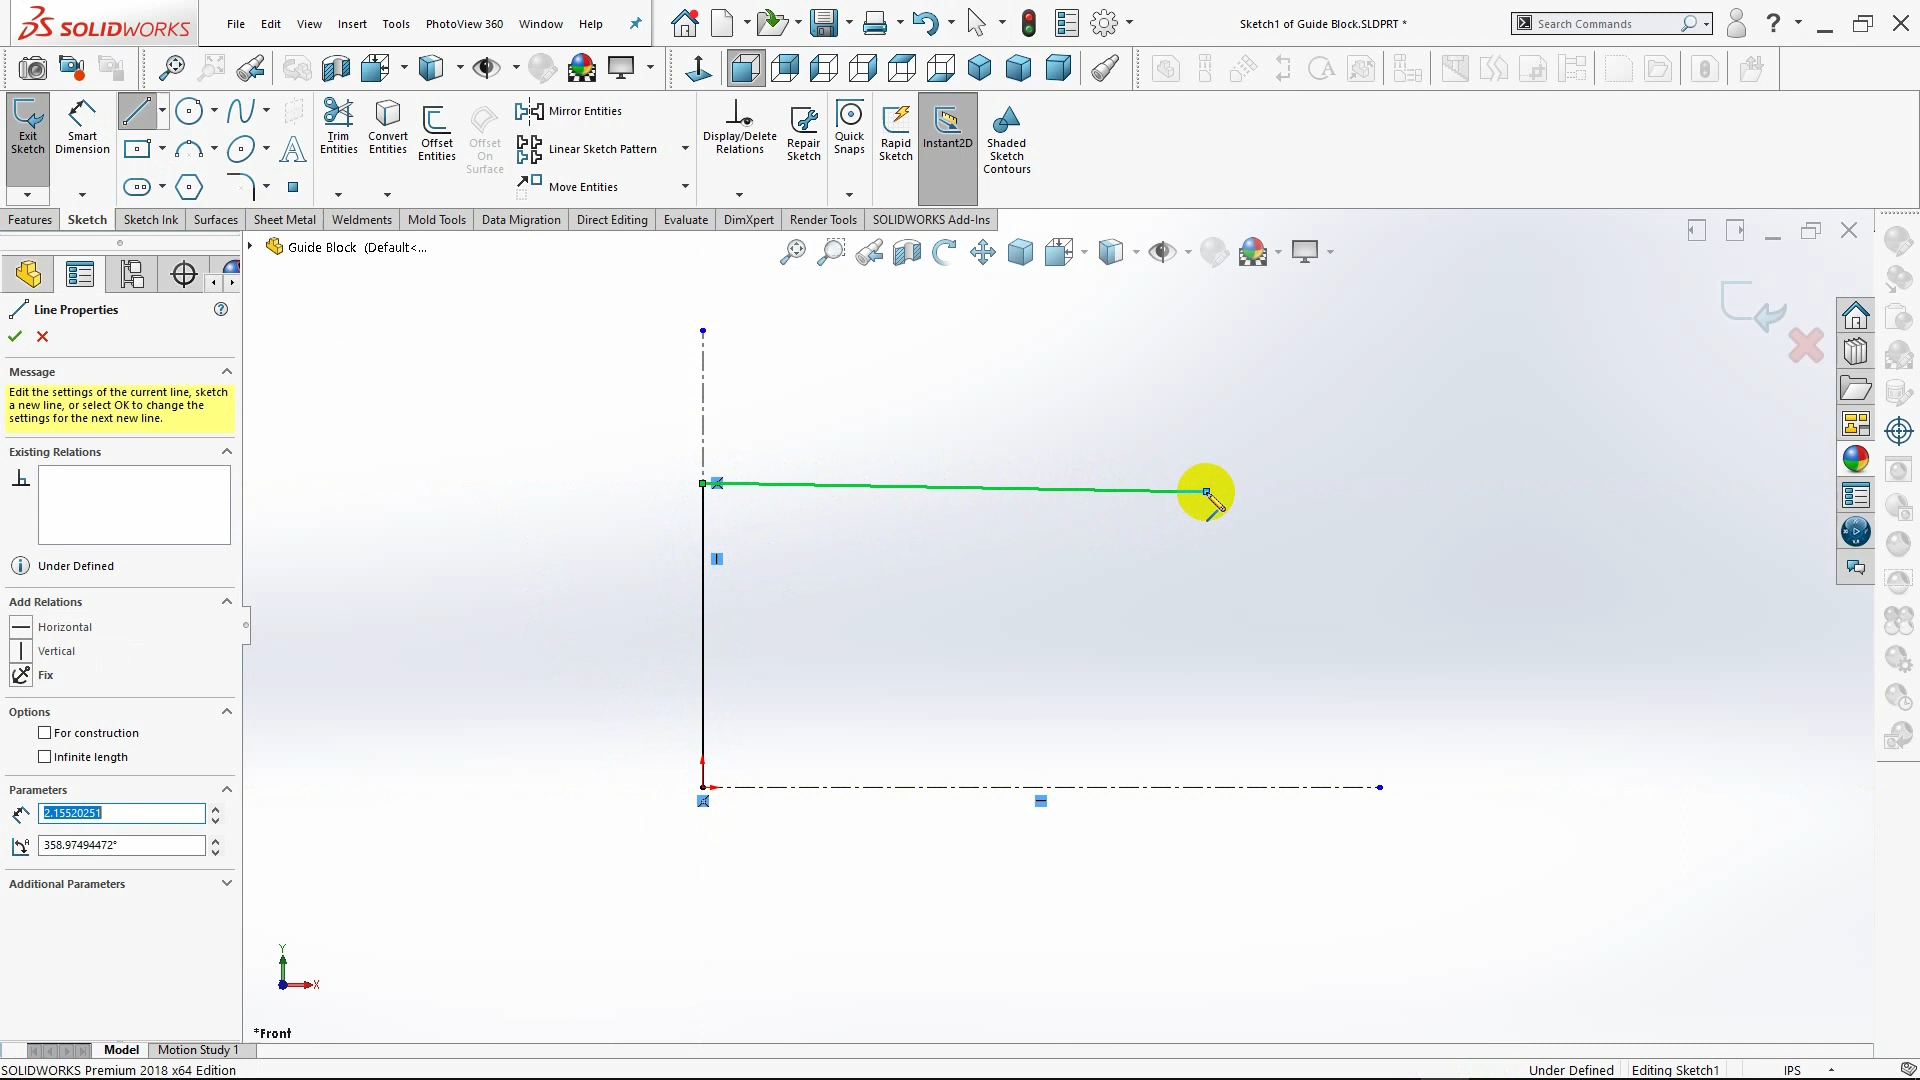 SOLIDWORKS
File Edit View Insert Tools PhotoView 360 Window Help
Sketch1 of Guide Block.SLDPRT *
Search Commands
Exit Sketch
Smart Dimension
Trim Entities
Convert Entities
Offset Entities
Offset On Surface
Mirror Entities
Linear Sketch Pattern
Move Entities
Display/Delete Relations
Repair Sketch
Quick Snaps
Rapid Sketch
Instant2D
Shaded Sketch Contours
Features Sketch Sketch Ink Surfaces Sheet Metal Weldments Mold Tools Data Migration Direct Editing Evaluate DimXpert Render Tools SOLIDWORKS Add-Ins
Guide Block (Default<...
Line Properties
Message
Edit the settings of the current line, sketch
a new line, or select OK to change the
settings for the next new line.
Existing Relations
Under Defined
Add Relations
Horizontal
Vertical
Fix
Options
For construction
Infinite length
Parameters
2.15520251
358.97494472°
Additional Parameters
Y
X
*Front
Model Motion Study 1
SOLIDWORKS Premium 2018 x64 Edition
Under Defined Editing Sketch1 IPS